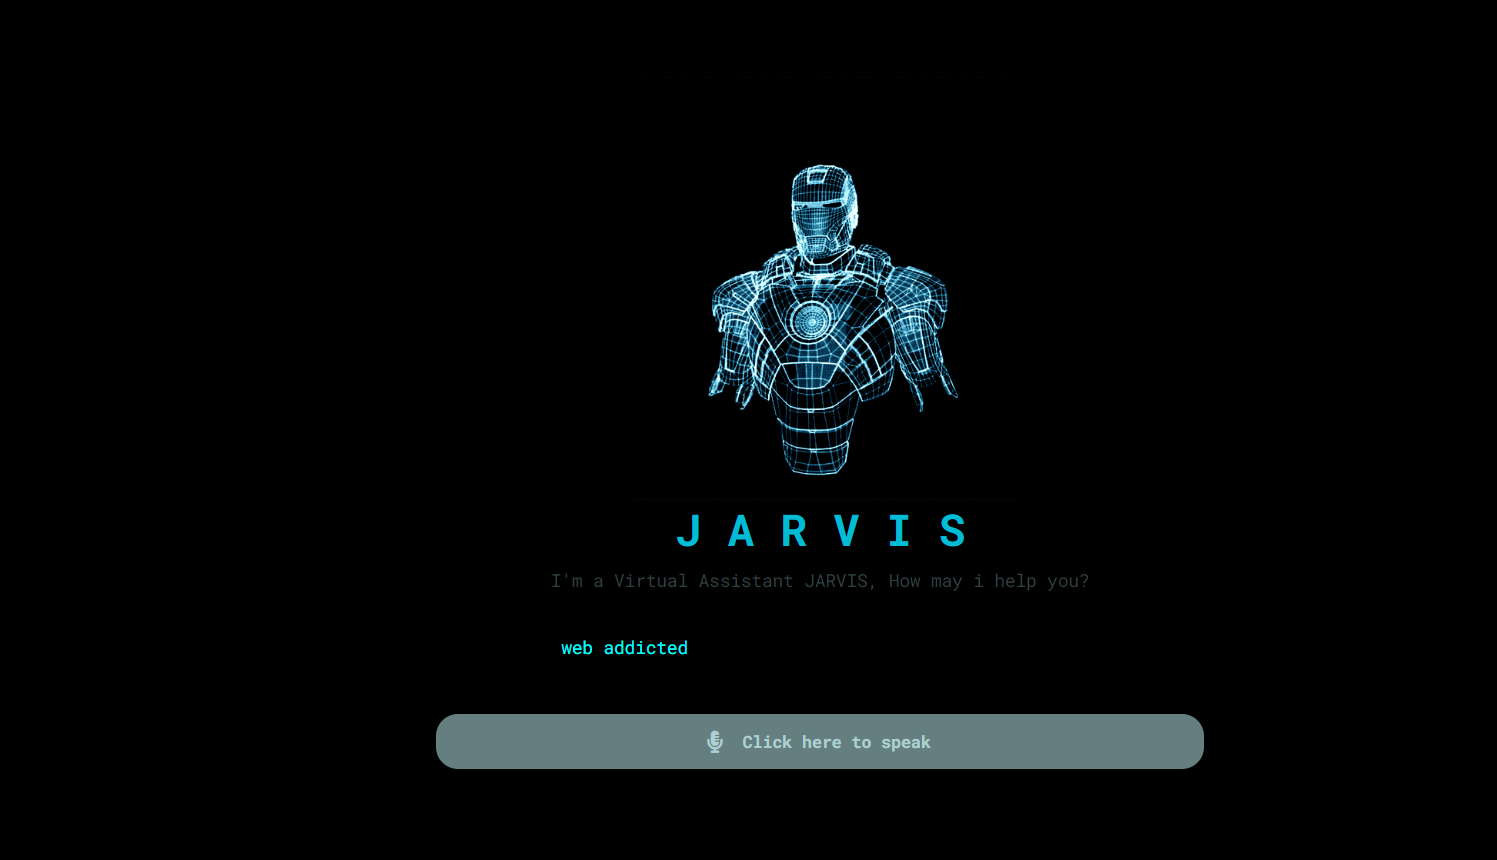 J A R V I S
I'm a Virtual Assistant JARVIS, How may i help you?
web addicted
Click here to speak